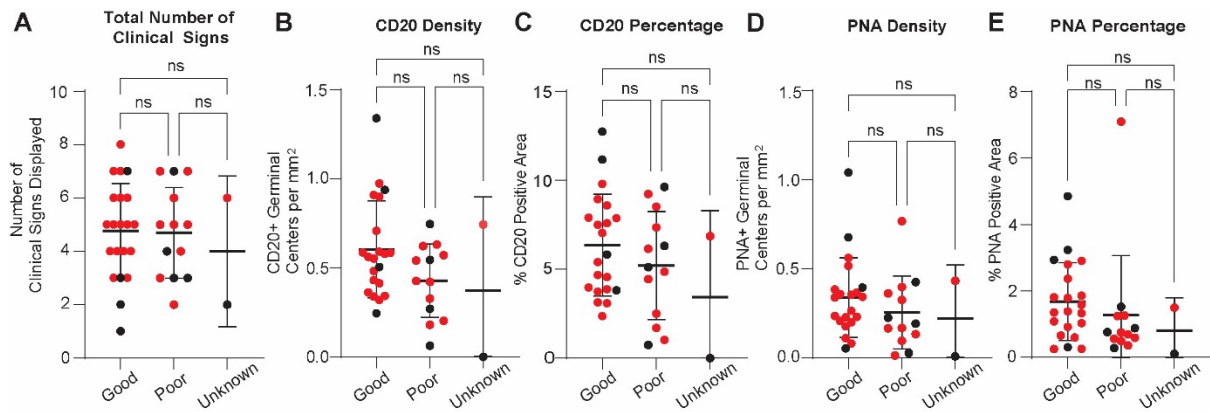 A
Total Number of
Clinical Signs
ns
ns
ns
Number of
Clinical Signs Displayed
10
8
6
4
2
0
Good
Poor
Unknown
B
CD20 Density
ns
ns
ns
CD20+ Germinal
Centers per mm²
1.5
1.0
0.5
0.0
Good
Poor
Unknown
C
CD20 Percentage
ns
ns
ns
% CD20 Positive Area
15
10
5
0
Good
Poor
Unknown
D
PNA Density
ns
ns
ns
PNA+ Germinal
Centers per mm²
1.5
1.0
0.5
0.0
Good
Poor
Unknown
E
PNA Percentage
ns
ns
ns
% PNA Positive Area
8
6
4
2
0
Good
Poor
Unknown